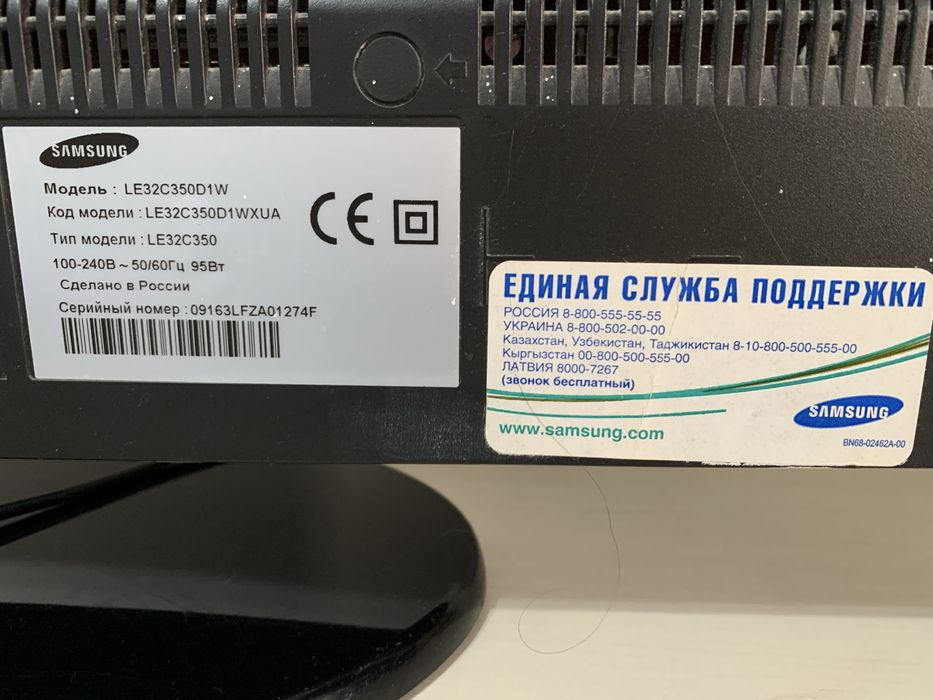 SAMSUNG
Модель : LE32C350D1W
Код модели : LE32C350D1WXUA
Тип модели : LE32C350
100-240В ~ 50/60Гц 95Вт
Сделано в России
Серийный номер : 09163LFZA01274F
CE
ЕДИНАЯ СЛУЖБА ПОДДЕРЖКИ
РОССИЯ 8-800-555-55-55
УКРАИНА 8-800-502-00-00
Казахстан, Узбекистан, Таджикистан 8-10-800-500-555-00
Кыргызстан 00-800-500-555-00
ЛАТВИЯ 8000-7267
(звонок бесплатный)
SAMSUNG
www.samsung.com
BN68-02462A-00